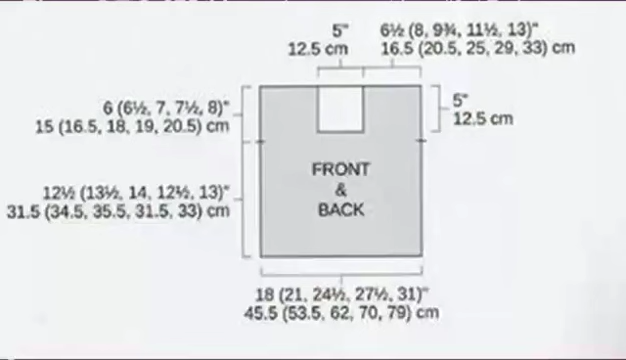 5"
12.5 cm
6½ (8, 9¾, 11½, 13)"
16.5 (20.5, 25, 29, 33) cm
6 (6½, 7, 7½, 8)"
15 (16.5, 18, 19, 20.5) cm
5"
12.5 cm
FRONT
&
BACK
12½ (13½, 14, 12½, 13)"
31.5 (34.5, 35.5, 31.5, 33) cm
18 (21, 24½, 27½, 31)"
45.5 (53.5, 62, 70, 79) cm